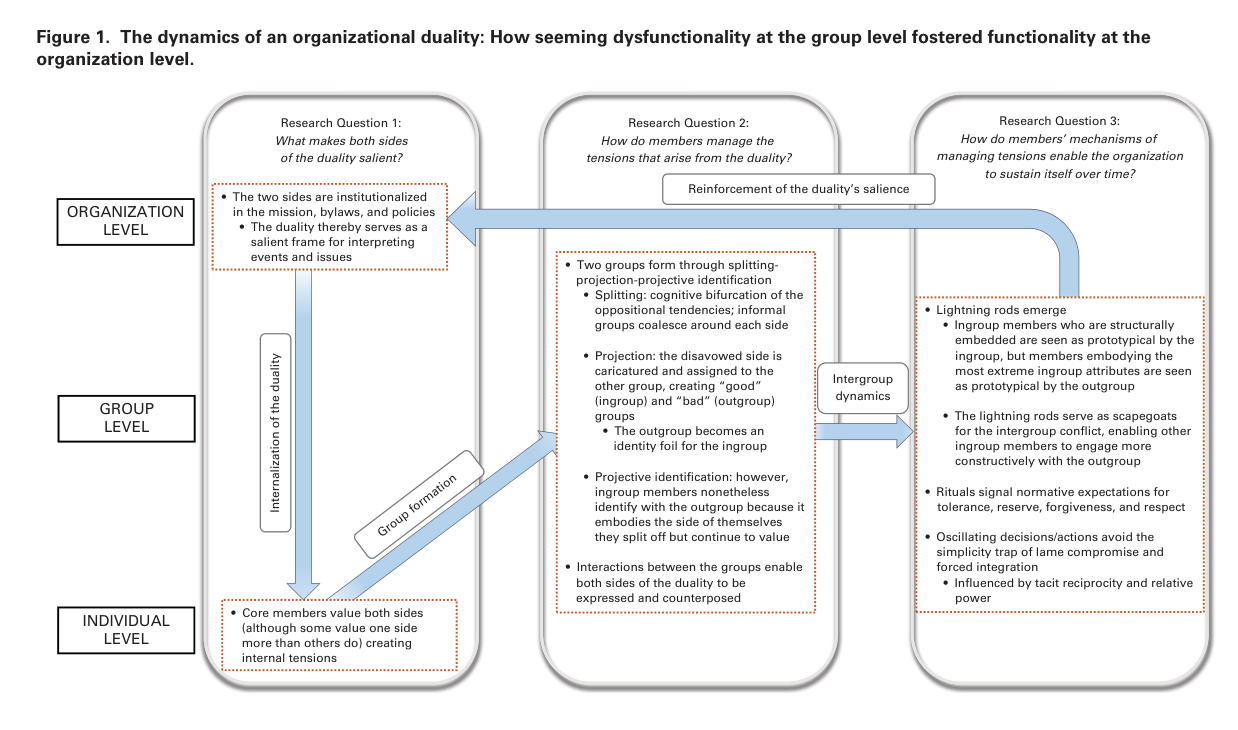 Figure 1. The dynamics of an organizational duality: How seeming dysfunctionality at the group level fostered functionality at the
organization level.
Research Question 1:
What makes both sides
of the duality salient?
Research Question 2:
How do members manage the
tensions that arise from the duality?
Research Question 3:
How do members’ mechanisms of
managing tensions enable the organization
to sustain itself over time?
Reinforcement of the duality’s salience
ORGANIZATION
LEVEL
• The two sides are institutionalized
in the mission, bylaws, and policies
• The duality thereby serves as a
salient frame for interpreting
events and issues
Internalization of the duality
GROUP
LEVEL
Group formation
INDIVIDUAL
LEVEL
• Core members value both sides
(although some value one side
more than others do) creating
internal tensions
• Two groups form through splitting-
projection-projective identification
• Splitting: cognitive bifurcation of the
oppositional tendencies; informal
groups coalesce around each side
• Projection: the disavowed side is
caricatured and assigned to the
other group, creating “good”
(ingroup) and “bad” (outgroup)
groups
• The outgroup becomes an
identity foil for the ingroup
• Projective identification: however,
ingroup members nonetheless
identify with the outgroup because it
embodies the side of themselves
they split off but continue to value
• Interactions between the groups enable
both sides of the duality to be
expressed and counterposed
Intergroup
dynamics
• Lightning rods emerge
• Ingroup members who are structurally
embedded are seen as prototypical by the
ingroup, but members embodying the
most extreme ingroup attributes are seen
as prototypical by the outgroup
• The lightning rods serve as scapegoats
for the intergroup conflict, enabling other
ingroup members to engage more
constructively with the outgroup
• Rituals signal normative expectations for
tolerance, reserve, forgiveness, and respect
• Oscillating decisions/actions avoid the
simplicity trap of lame compromise and
forced integration
• Influenced by tacit reciprocity and relative
power